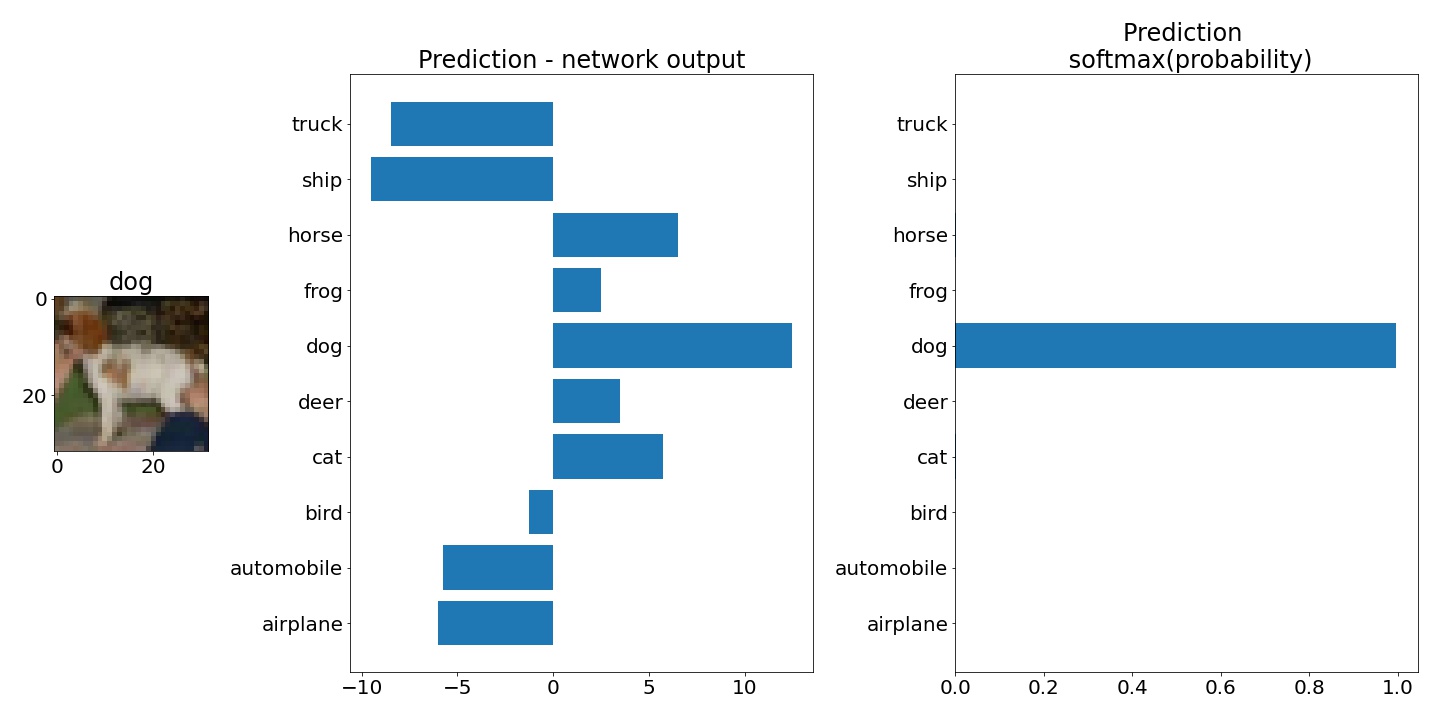 dog
0
20
0 20
Prediction - network output
truck
ship
horse
frog
dog
deer
cat
bird
automobile
airplane
−10 −5 0 5 10
Prediction
softmax(probability)
truck
ship
horse
frog
dog
deer
cat
bird
automobile
airplane
0.0 0.2 0.4 0.6 0.8 1.0